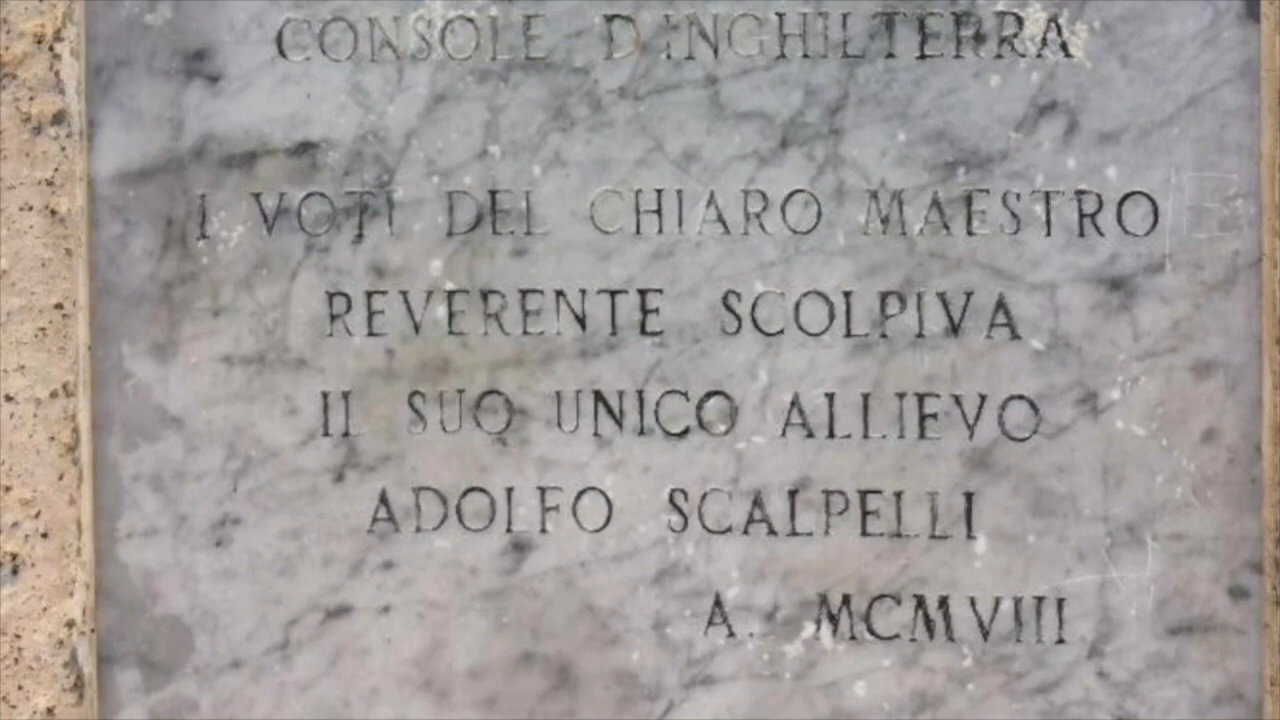 CONSOLE D'INGHILTERRA
I VOTI DEL CHIARO MAESTRO
REVERENTE SCOLPIVA
IL SUO UNICO ALLIEVO
ADOLFO SCALPELLI
A. MCMVIII